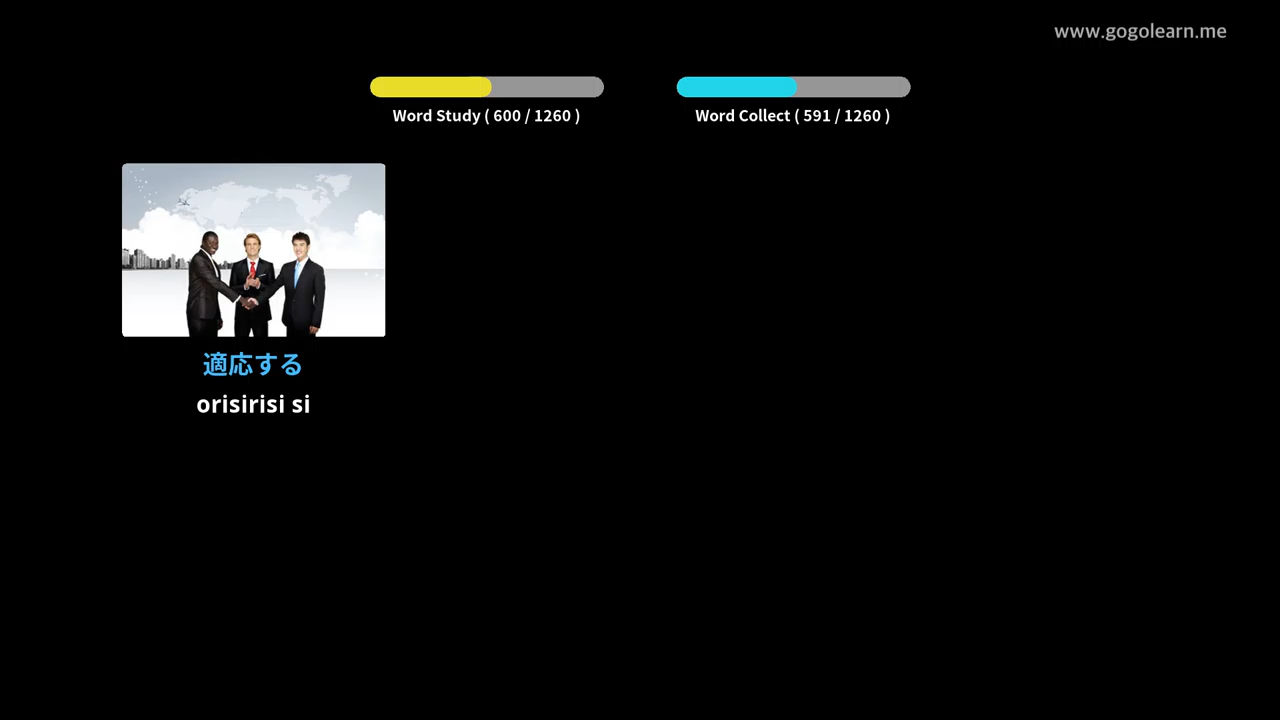 www.gogolearn.me
Word Study ( 600 / 1260 )
Word Collect ( 591 / 1260 )
適応する
orisirisi si